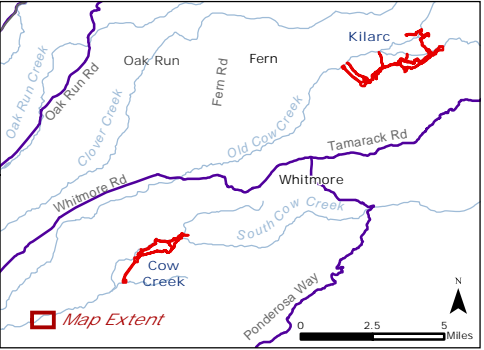 Kilarc
Oak Run Creek
Oak Run Rd
Oak Run
Fern
Fern Rd
Clover Creek
Old Cow Creek
Tamarack Rd
Whitmore Rd
Whitmore
South Cow Creek
Cow
Creek
Ponderosa Way
Map Extent
N
0 2.5 5
Miles